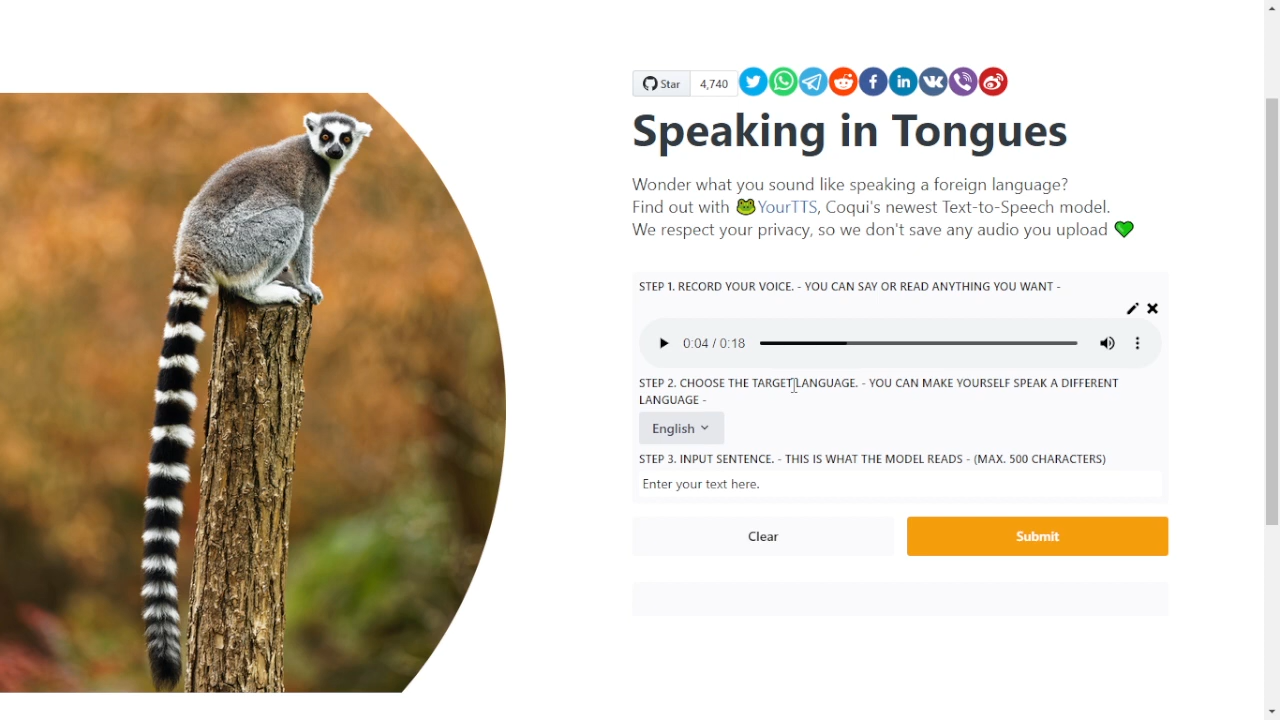 Star 4,740
Speaking in Tongues
Wonder what you sound like speaking a foreign language?
Find out with 🐸YourTTS, Coqui's newest Text-to-Speech model.
We respect your privacy, so we don't save any audio you upload 💚
STEP 1. RECORD YOUR VOICE. - YOU CAN SAY OR READ ANYTHING YOU WANT -
0:04 / 0:18
STEP 2. CHOOSE THE TARGET LANGUAGE. - YOU CAN MAKE YOURSELF SPEAK A DIFFERENT
LANGUAGE -
English
STEP 3. INPUT SENTENCE. - THIS IS WHAT THE MODEL READS - (MAX. 500 CHARACTERS)
Enter your text here.
Clear Submit